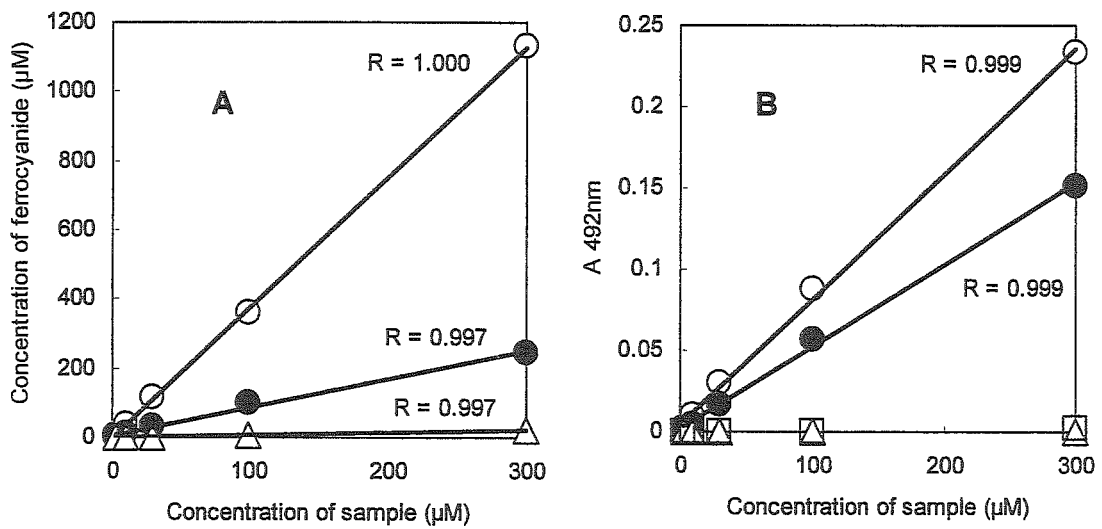 Concentration of ferrocyanide (µM)
1200
1000
800
600
400
200
0
A
R = 1.000
R = 0.997
R = 0.997
0
100
200
300
Concentration of sample (µM)
A 492nm
0.25
0.2
0.15
0.1
0.05
0
B
R = 0.999
R = 0.999
0
100
200
300
Concentration of sample (µM)